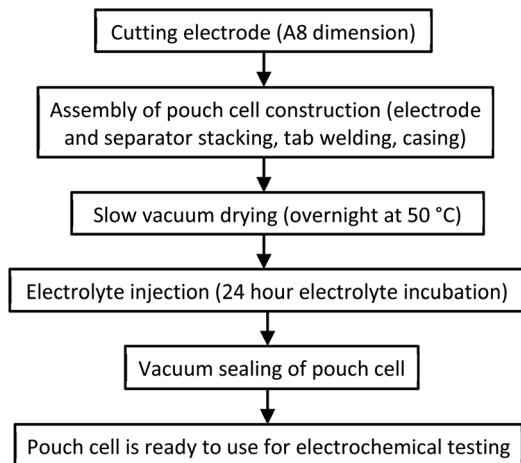 Cutting electrode (A8 dimension)
Assembly of pouch cell construction (electrode
and separator stacking, tab welding, casing)
Slow vacuum drying (overnight at 50 °C)
Electrolyte injection (24 hour electrolyte incubation)
Vacuum sealing of pouch cell
Pouch cell is ready to use for electrochemical testing